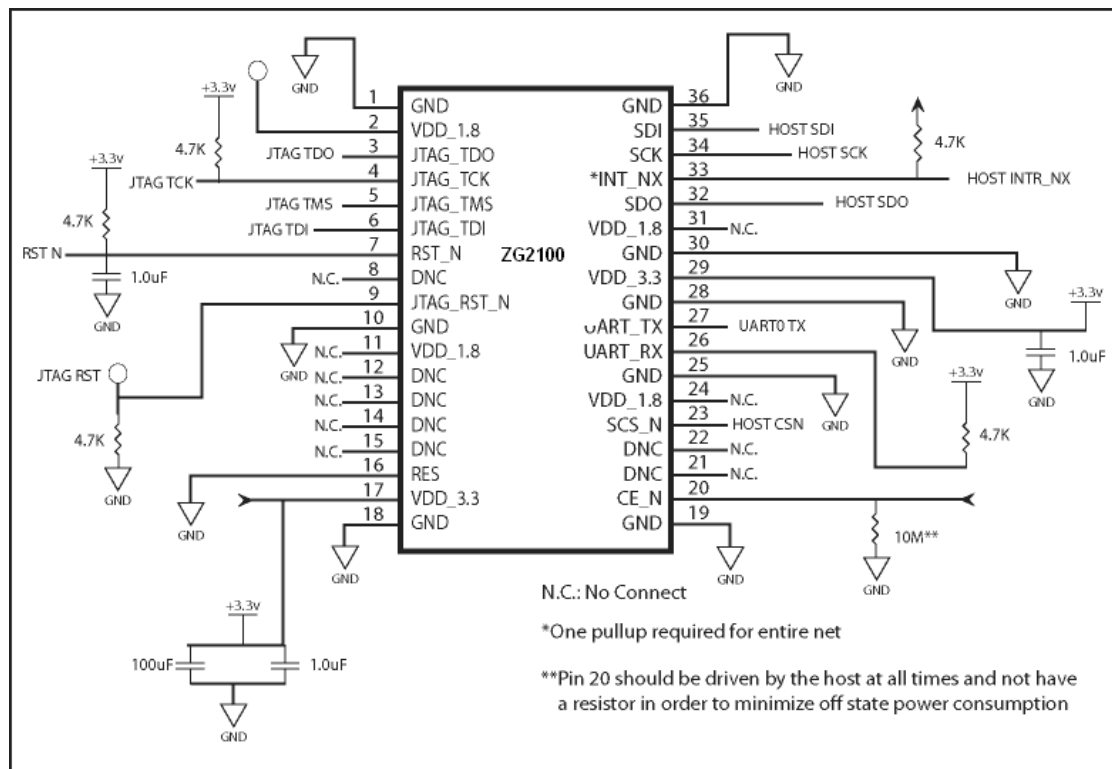 GND
GND
+3.3v
4.7K
+3.3v
4.7K
JTAG TDO
JTAG TCK
JTAG TMS
JTAG TDI
RST N
1.0uF
GND
N.C.
GND
N.C.
N.C.
N.C.
N.C.
N.C.
JTAG RST
4.7K
GND
GND
GND
+3.3v
100uF
1.0uF
GND
1 GND
2 VDD_1.8
3 JTAG_TDO
4 JTAG_TCK
5 JTAG_TMS
6 JTAG_TDI
7 RST_N
8 DNC
9 JTAG_RST_N
10 GND
11 VDD_1.8
12 DNC
13 DNC
14 DNC
15 DNC
16 RES
17 VDD_3.3
18 GND
ZG2100
GND 36
SDI 35
SCK 34
*INT_NX 33
SDO 32
VDD_1.8 31
GND 30
VDD_3.3 29
GND 28
UART_TX 27
UART_RX 26
GND 25
VDD_1.8 24
SCS_N 23
DNC 22
DNC 21
CE_N 20
GND 19
HOST SDI
HOST SCK
4.7K
HOST INTR_NX
HOST SDO
N.C.
GND
+3.3v
GND
UART0 TX
1.0uF
GND
+3.3v
4.7K
N.C.
GND
HOST CSN
N.C.
N.C.
10M**
GND
GND
N.C.: No Connect
*One pullup required for entire net
**Pin 20 should be driven by the host at all times and not have
a resistor in order to minimize off state power consumption